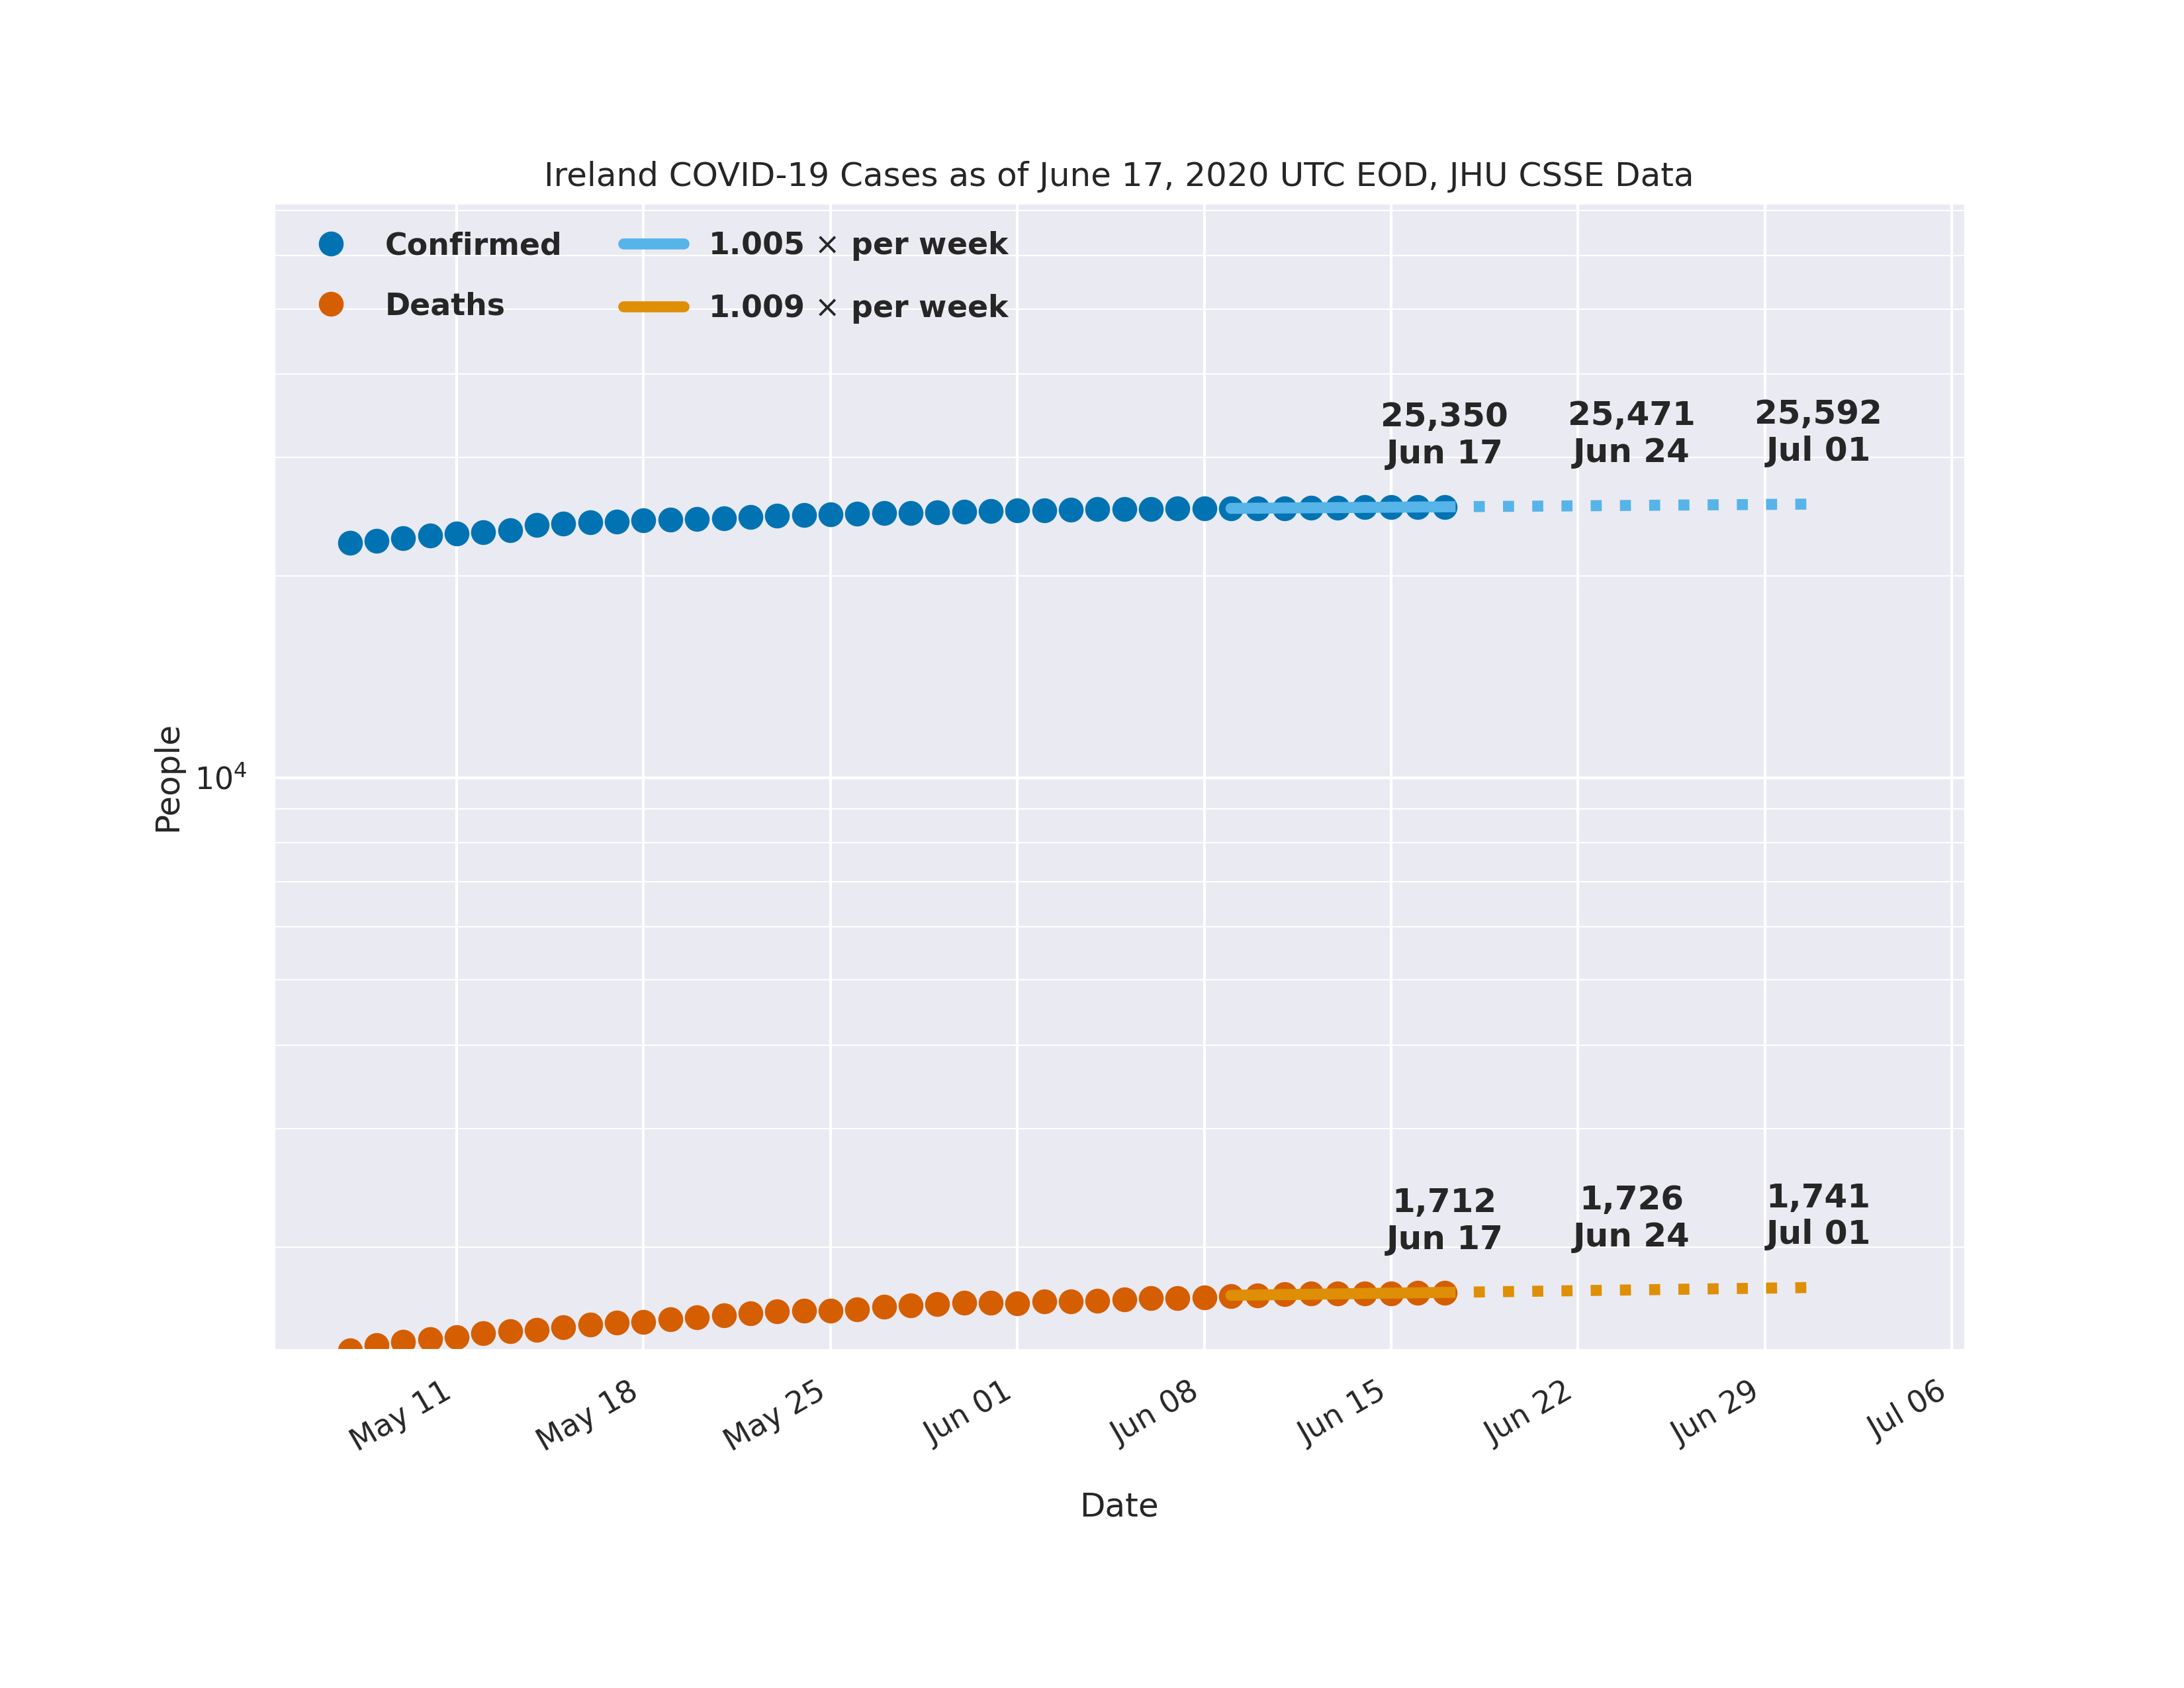 Ireland COVID-19 Cases as of June 17, 2020 UTC EOD, JHU CSSE Data
Confirmed
Deaths
1.005 × per week
1.009 × per week
25,350
Jun 17
25,471
Jun 24
25,592
Jul 01
People
10⁴
1,712
Jun 17
1,726
Jun 24
1,741
Jul 01
May 11
May 18
May 25
Jun 01
Jun 08
Jun 15
Jun 22
Jun 29
Jul 06
Date